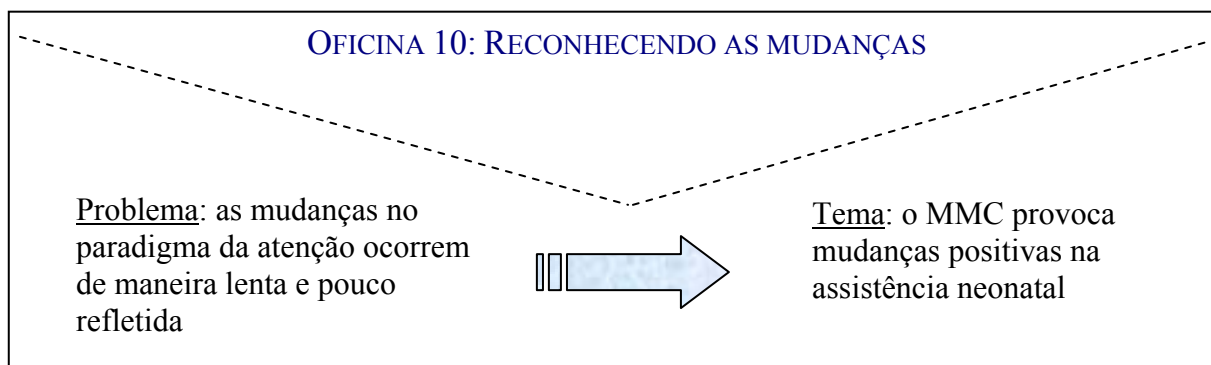 OFICINA 10: RECONHECENDO AS MUDANÇAS
Problema: as mudanças no
paradigma da atenção ocorrem
de maneira lenta e pouco
refletida
Tema: o MMC provoca
mudanças positivas na
assistência neonatal